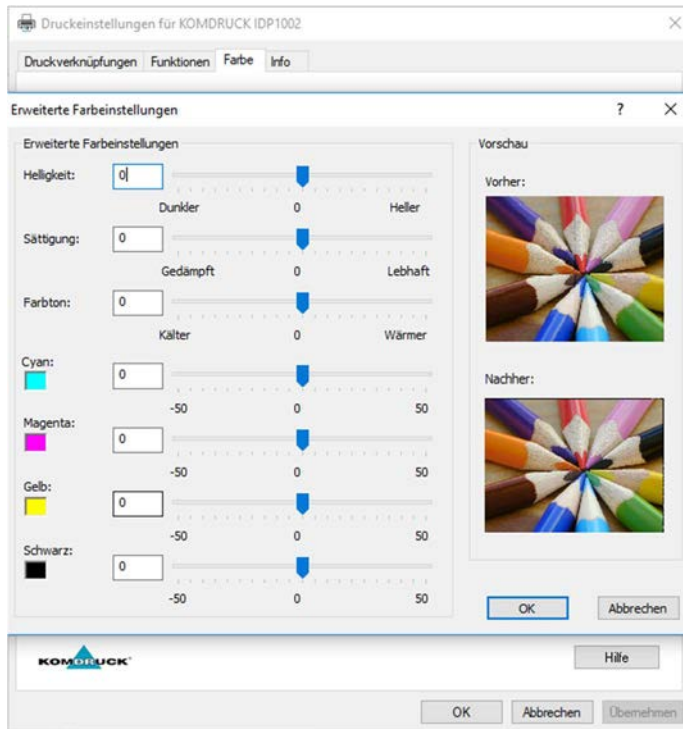 Druckeinstellungen für KOMDRUCK IDP1002
Druckverknüpfungen Funktionen Farbe Info
Erweiterte Farbeinstellungen
Erweiterte Farbeinstellungen
Helligkeit: 0
Dunkler 0 Heller
Sättigung: 0
Gedämpft 0 Lebhaft
Farbton: 0
Kälter 0 Wärmer
Cyan: 0
-50 0 50
Magenta: 0
-50 0 50
Gelb: 0
-50 0 50
Schwarz: 0
-50 0 50
Vorschau
Vorher:
Nachher:
OK Abbrechen
KOMDRUCK
Hilfe
OK Abbrechen Übernehmen